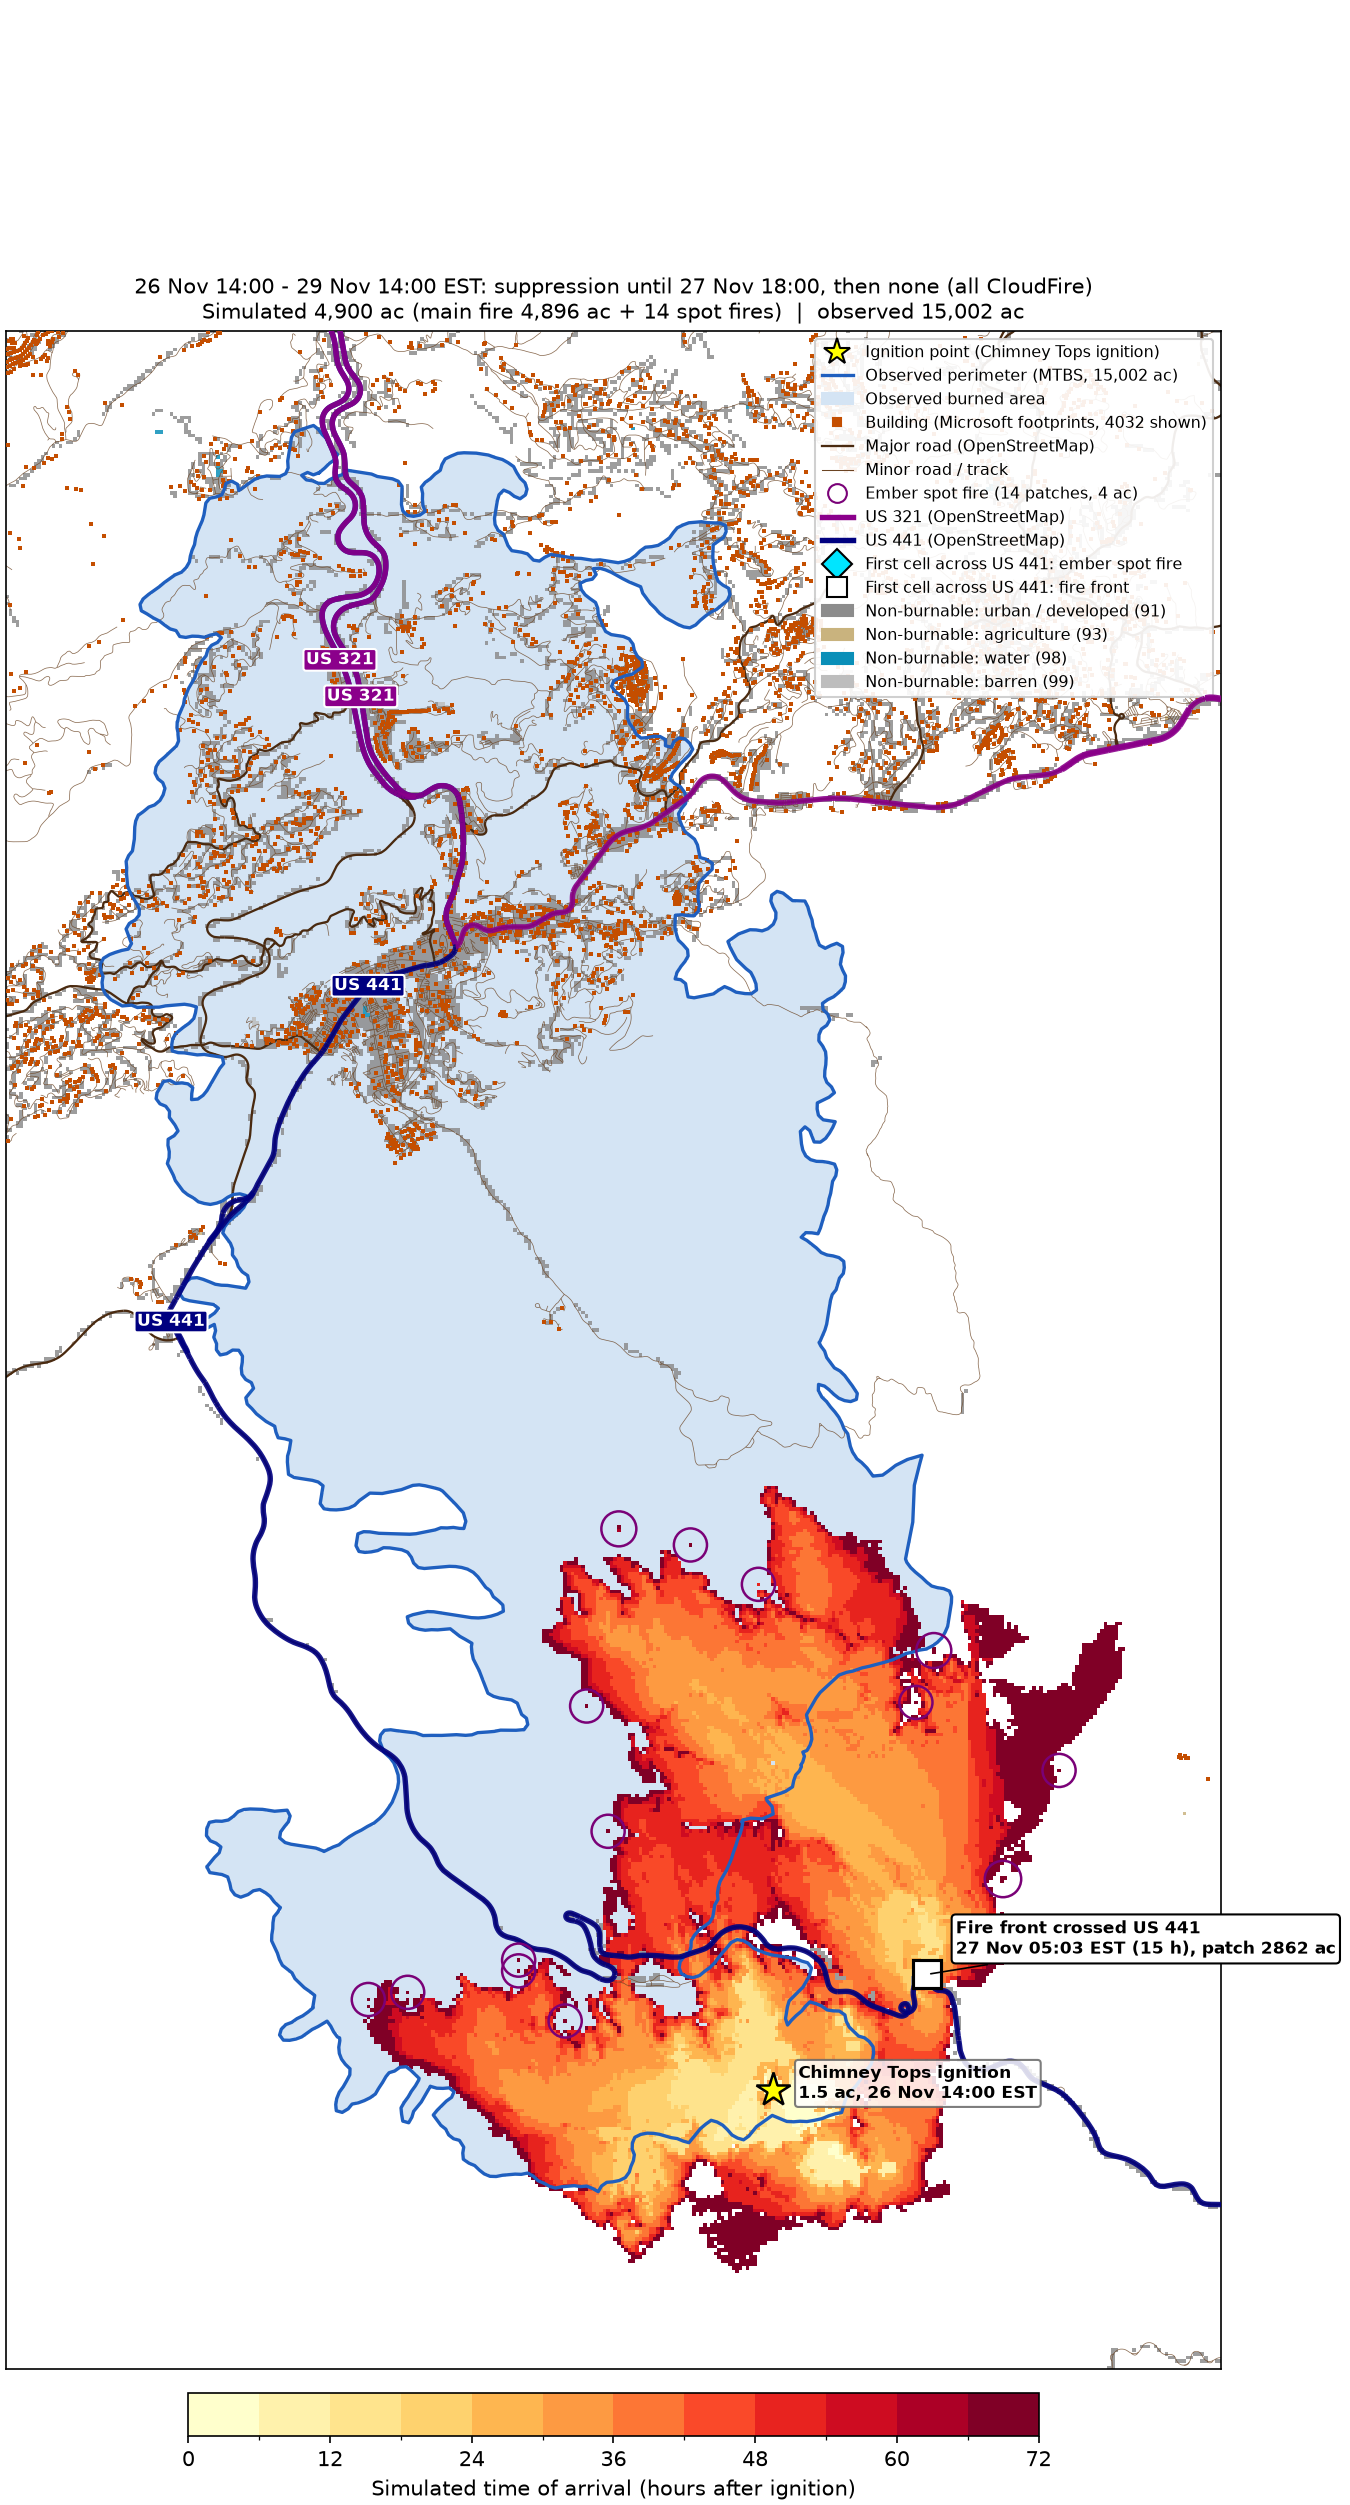 26 Nov 14:00 - 29 Nov 14:00 EST: suppression until 27 Nov 18:00, then none (all CloudFire)
Simulated 4,900 ac (main fire 4,896 ac + 14 spot fires)  |  observed 15,002 ac
Ignition point (Chimney Tops ignition)
Observed perimeter (MTBS, 15,002 ac)
Observed burned area
Building (Microsoft footprints, 4032 shown)
Major road (OpenStreetMap)
Minor road / track
Ember spot fire (14 patches, 4 ac)
US 321 (OpenStreetMap)
US 441 (OpenStreetMap)
First cell across US 441: ember spot fire
First cell across US 441: fire front
Non-burnable: urban / developed (91)
Non-burnable: agriculture (93)
Non-burnable: water (98)
Non-burnable: barren (99)
US 321
US 321
US 441
US 441
Fire front crossed US 441
27 Nov 05:03 EST (15 h), patch 2862 ac
Chimney Tops ignition
1.5 ac, 26 Nov 14:00 EST
0 12 24 36 48 60 72
Simulated time of arrival (hours after ignition)